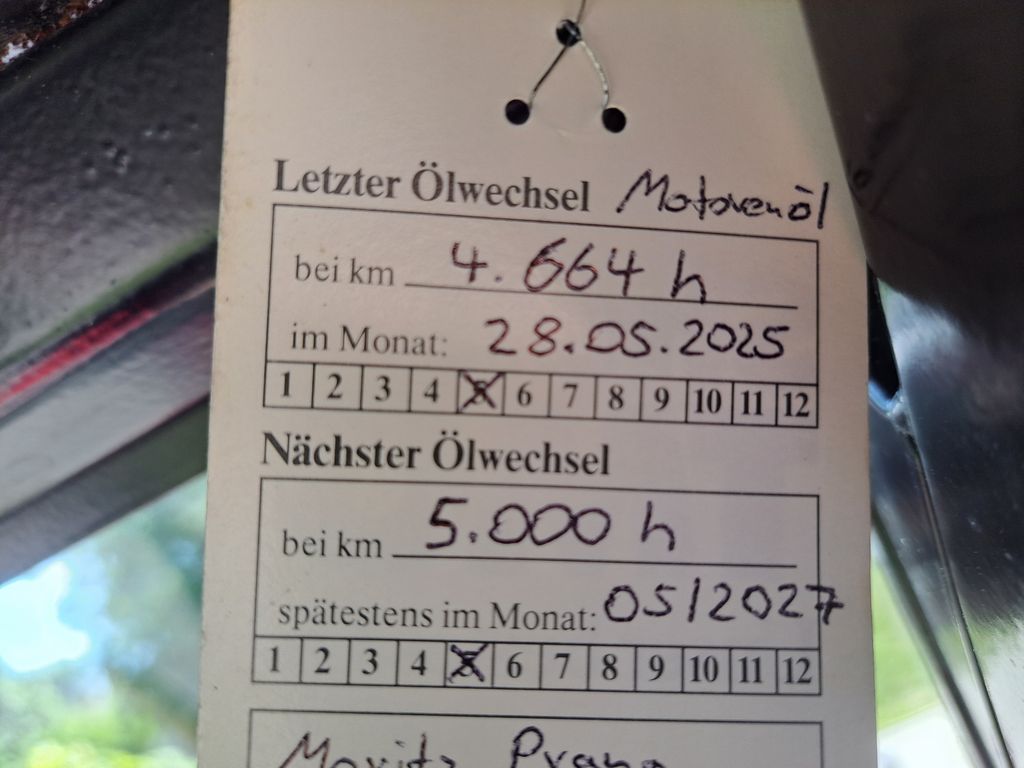 Letzter Ölwechsel Motorenöl
bei km 4.664 h
im Monat: 28.05.2025
1 2 3 4 5 6 7 8 9 10 11 12
Nächster Ölwechsel
bei km 5.000 h
spätestens im Monat: 05/2027
1 2 3 4 5 6 7 8 9 10 11 12
Moritz